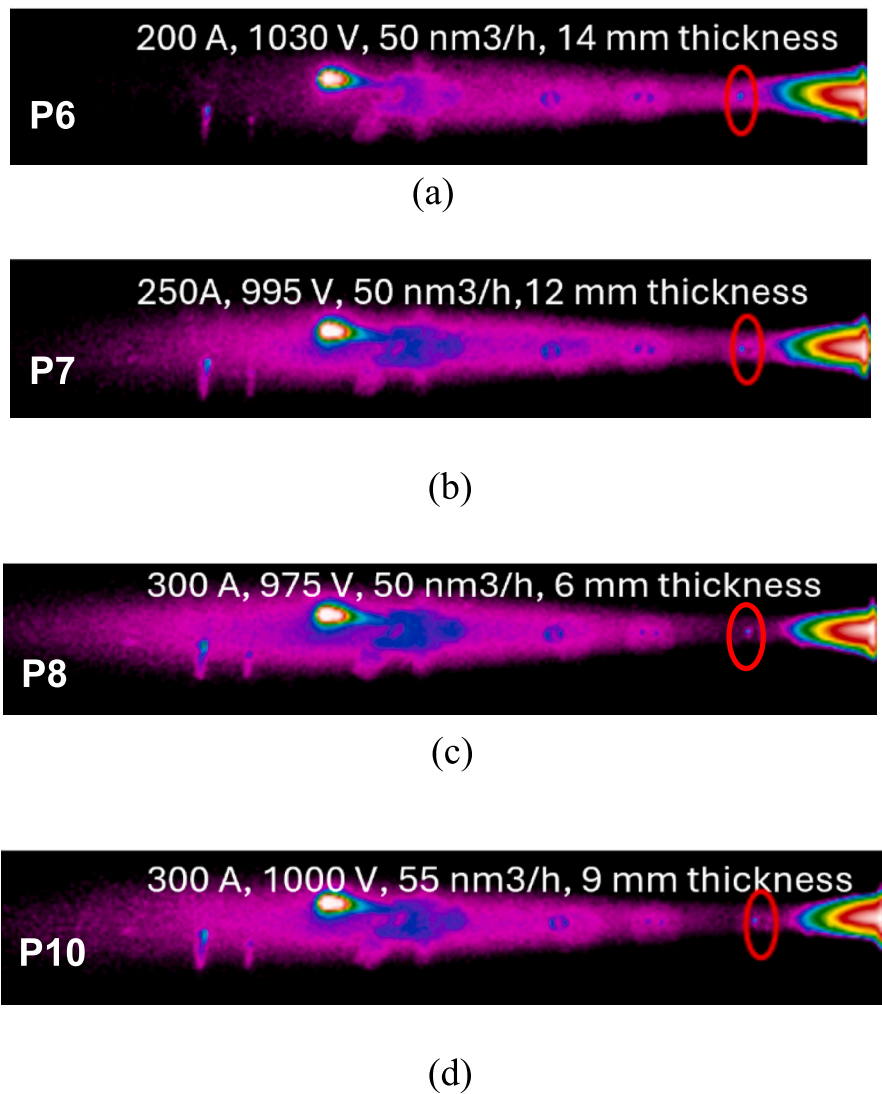 200 A, 1030 V, 50 nm3/h, 14 mm thickness
P6
(a)
250A, 995 V, 50 nm3/h,12 mm thickness
P7
(b)
300 A, 975 V, 50 nm3/h, 6 mm thickness
P8
(c)
300 A, 1000 V, 55 nm3/h, 9 mm thickness
P10
(d)